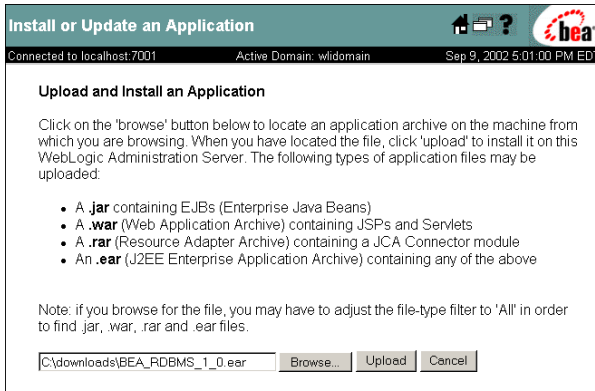 Install or Update an Application
? bea
Connected to localhost:7001 Active Domain: wlidomain Sep 9, 2002 5:01:00 PM EDT
Upload and Install an Application
Click on the 'browse' button below to locate an application archive on the machine from
which you are browsing. When you have located the file, click 'upload' to install it on this
WebLogic Administration Server. The following types of application files may be
uploaded:
• A .jar containing EJBs (Enterprise Java Beans)
• A .war (Web Application Archive) containing JSPs and Servlets
• A .rar (Resource Adapter Archive) containing a JCA Connector module
• An .ear (J2EE Enterprise Application Archive) containing any of the above
Note: if you browse for the file, you may have to adjust the file-type filter to 'All' in order
to find .jar, .war, .rar and .ear files.
C:\downloads\BEA_RDBMS_1_0.ear Browse... Upload Cancel